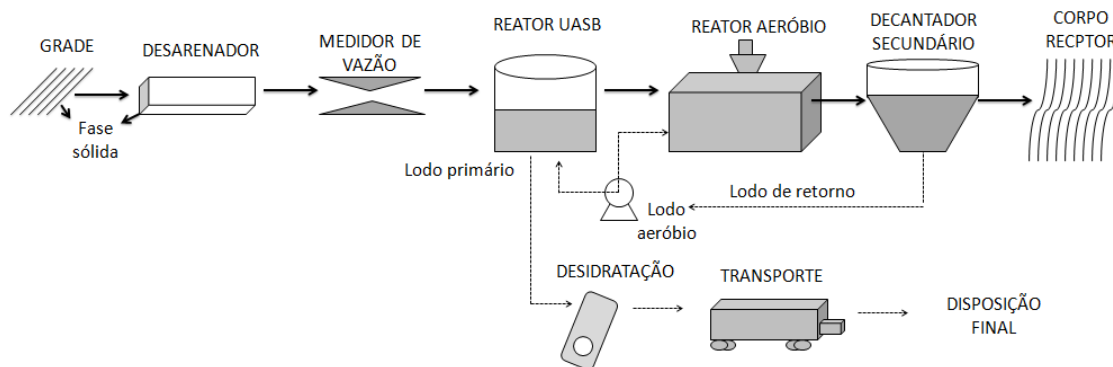 GRADE
DESARENADOR
MEDIDOR DE
VAZÃO
REATOR UASB
REATOR AERÓBIO
DECANTADOR
SECUNDÁRIO
CORPO
RECPTOR
Fase
sólida
Lodo primário
Lodo
aeróbio
Lodo de retorno
DESIDRATAÇÃO
TRANSPORTE
DISPOSIÇÃO
FINAL